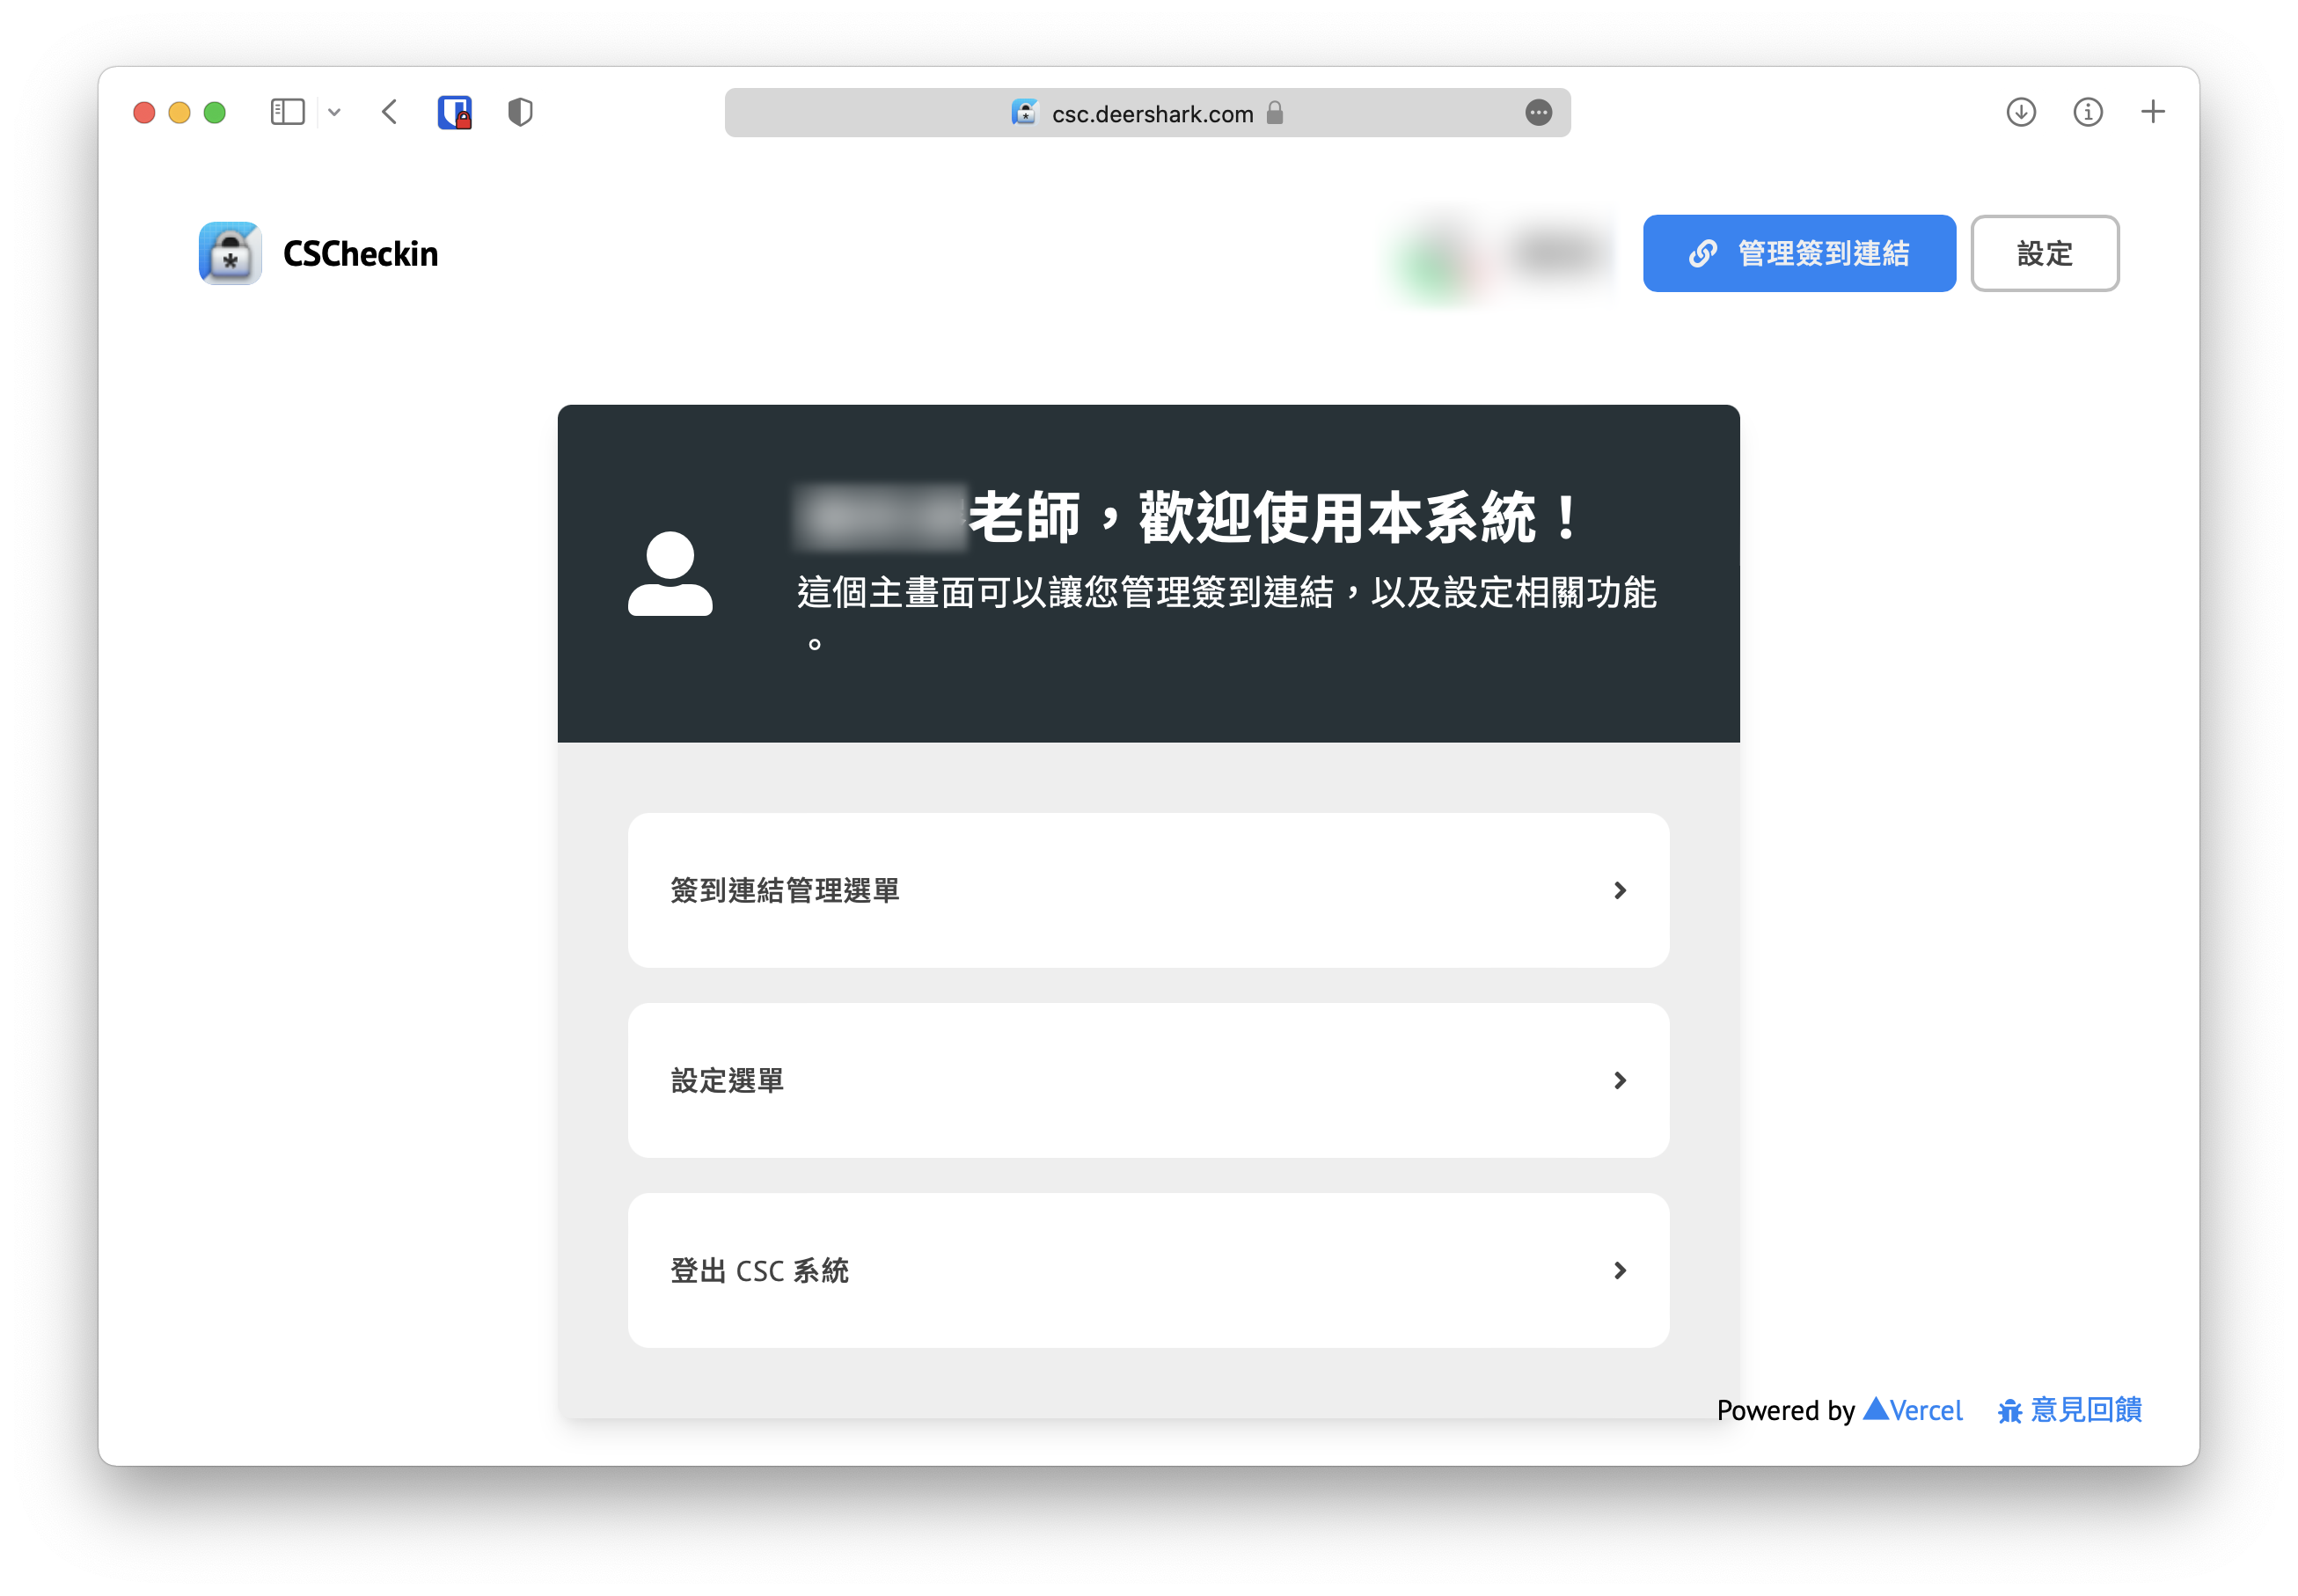 csc.deershark.com
CSCheckin
管理簽到連結
設定
老師，歡迎使用本系統！
這個主畫面可以讓您管理簽到連結，以及設定相關功能
。
簽到連結管理選單
設定選單
登出 CSC 系統
Powered by Vercel
意見回饋